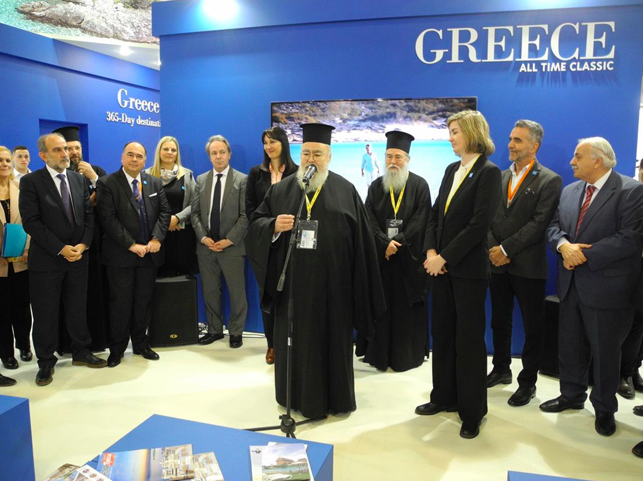 GREECE
ALL TIME CLASSIC
Greece
365-Day destinat